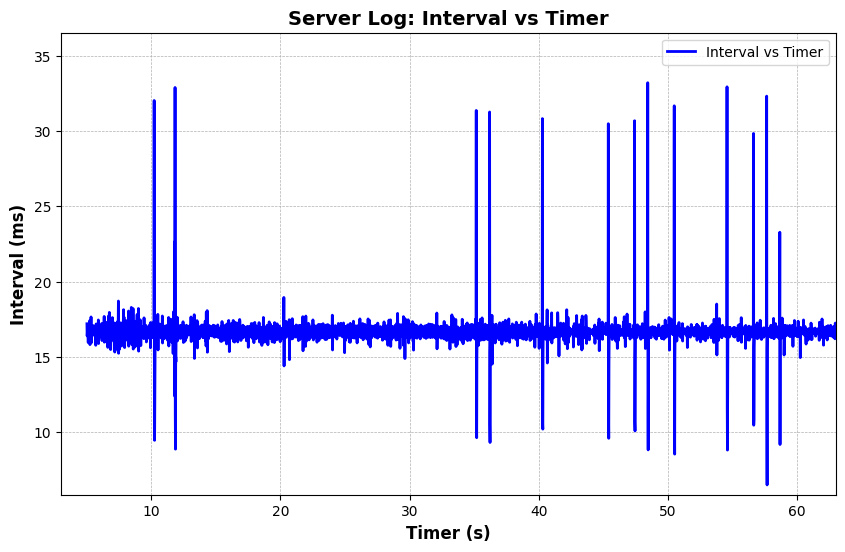 Server Log: Interval vs Timer
Interval vs Timer
35
30
25
20
15
10
Interval (ms)
10 20 30 40 50 60
Timer (s)